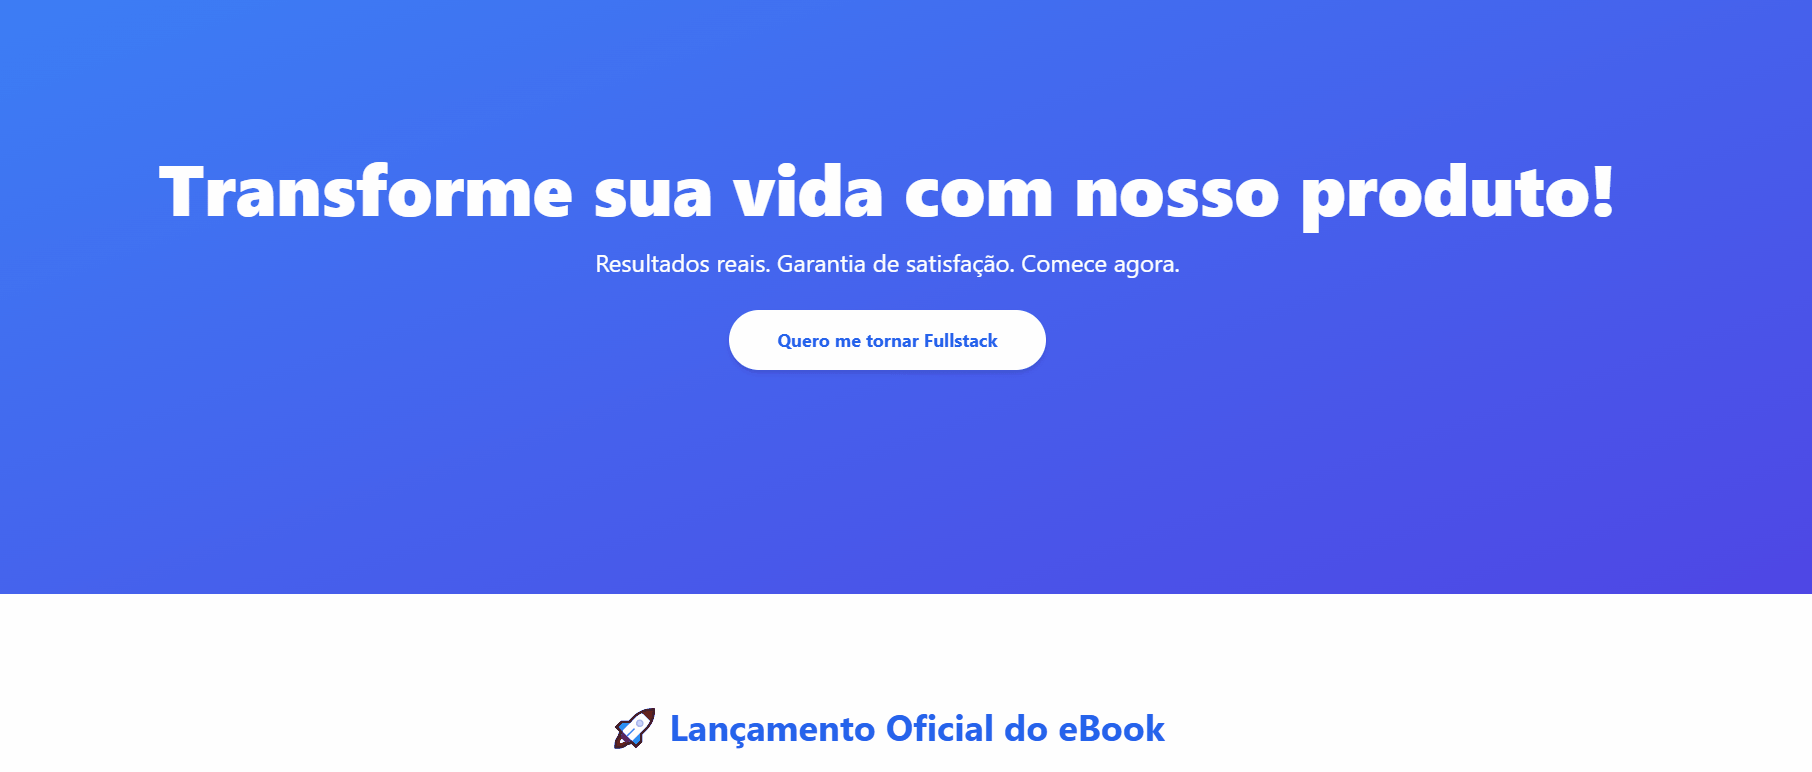 Transforme sua vida com nosso produto!
Resultados reais. Garantia de satisfação. Comece agora.
Quero me tornar Fullstack
Lançamento Oficial do eBook